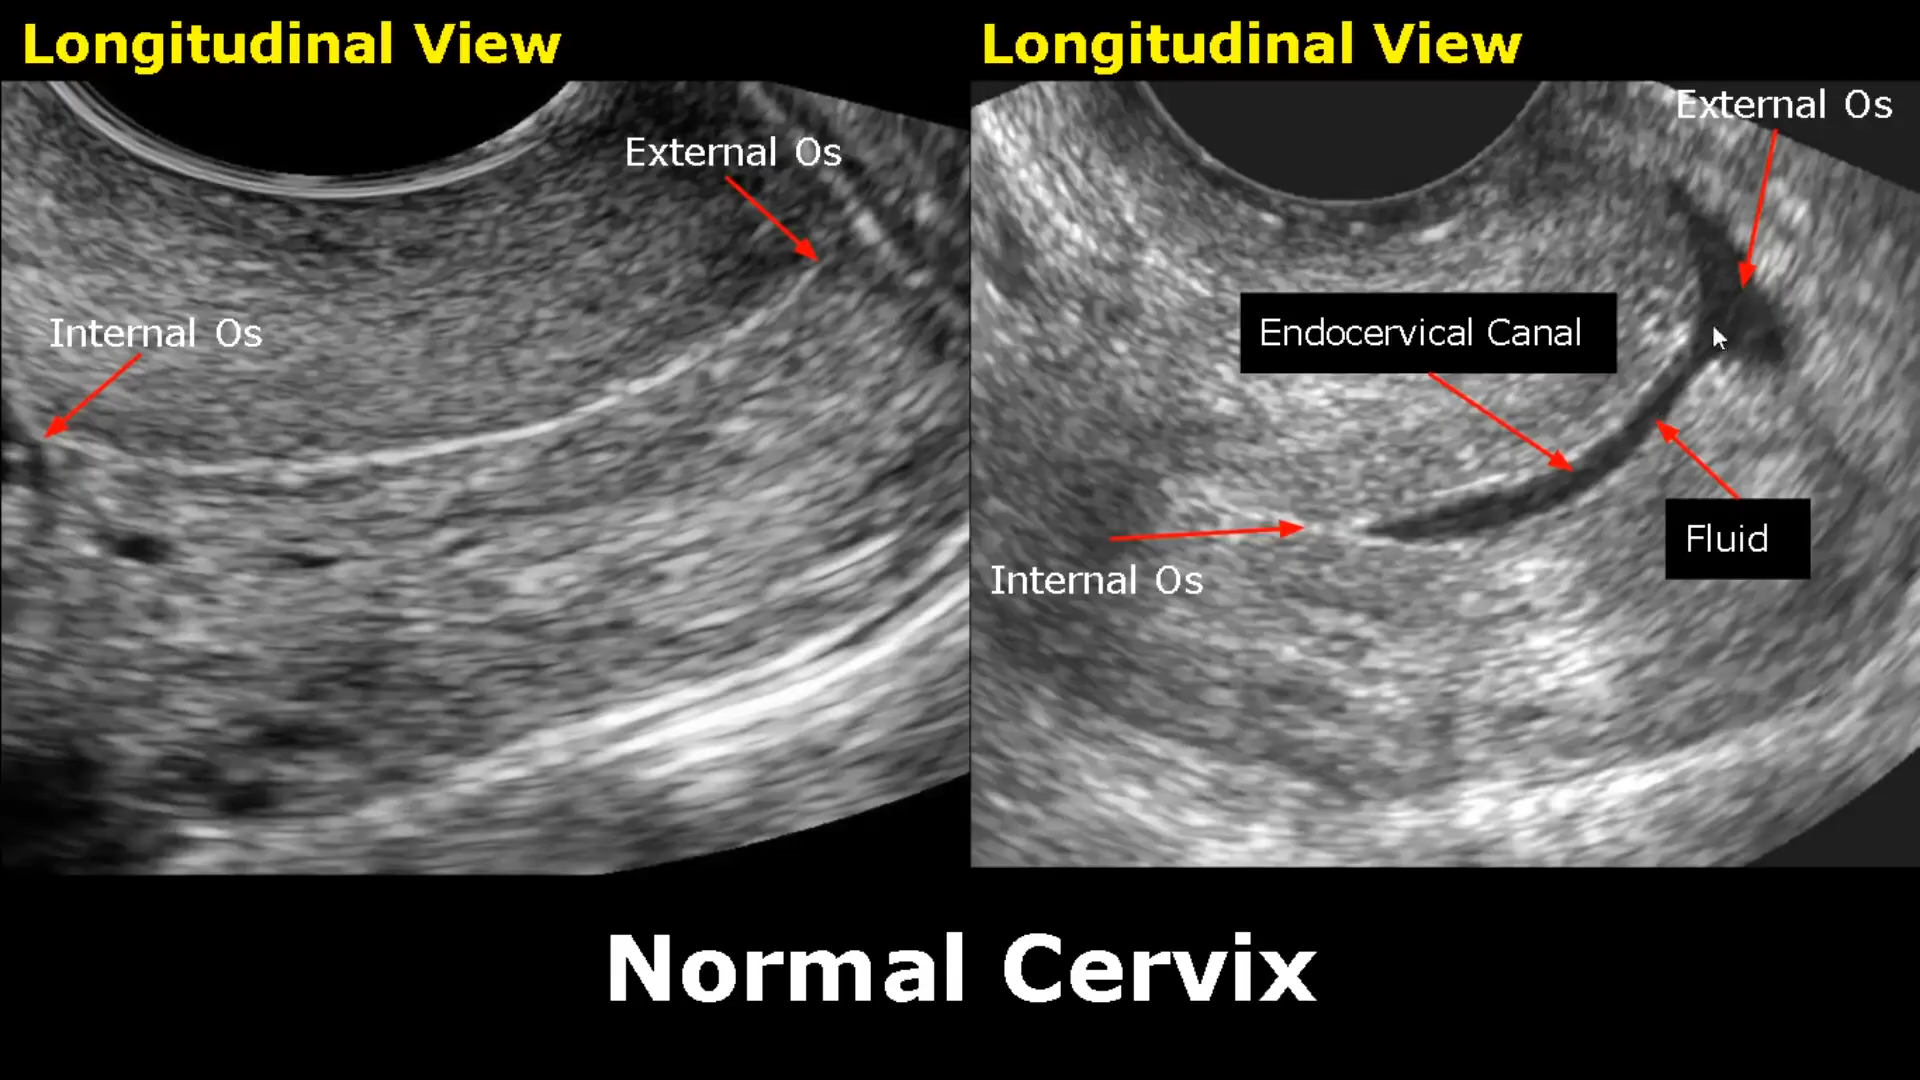 Longitudinal View
External Os
Internal Os
Longitudinal View
External Os
Endocervical Canal
Fluid
Internal Os
Normal Cervix